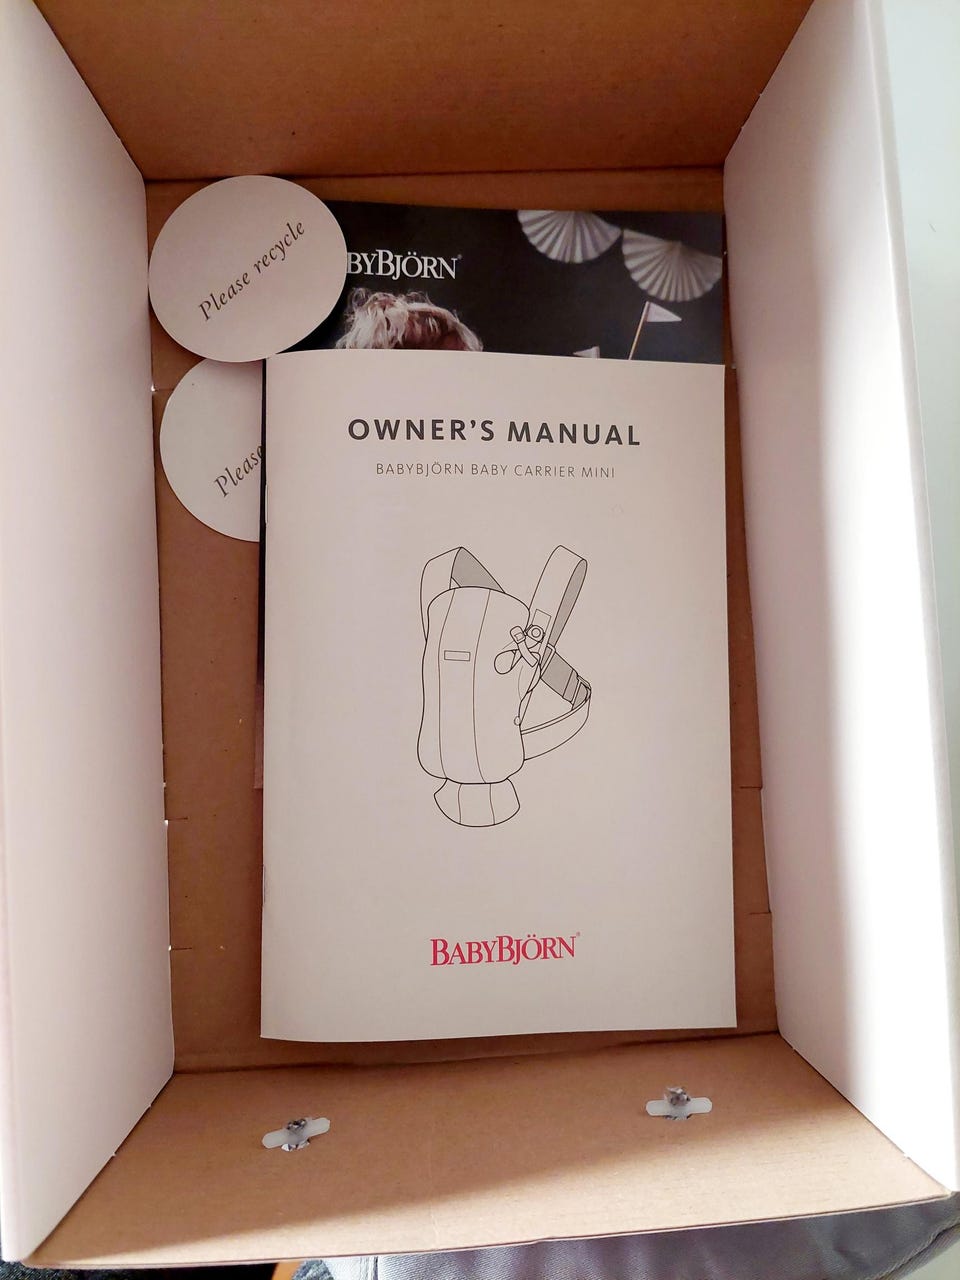 Please recycle
BYBJÖRN®
Please
OWNER'S MANUAL
BABYBJÖRN BABY CARRIER MINI
BABYBJÖRN®